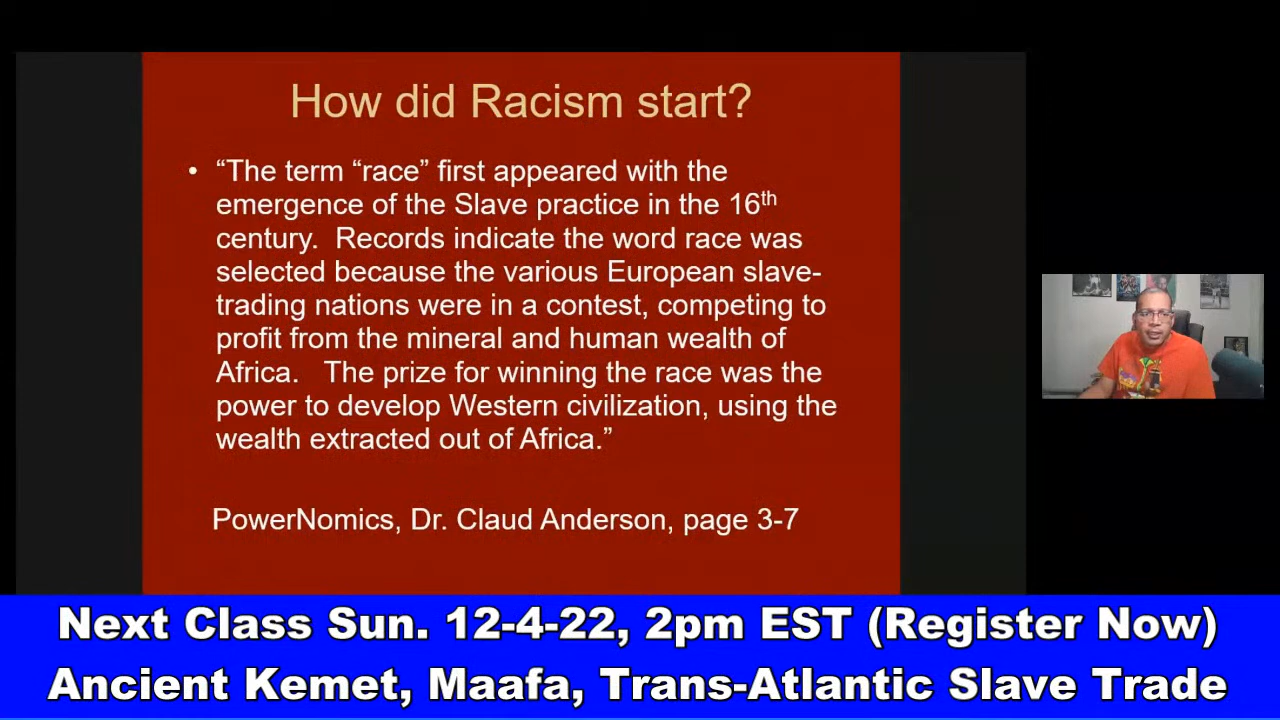 How did Racism start?
• “The term “race” first appeared with the
emergence of the Slave practice in the 16th
century.  Records indicate the word race was
selected because the various European slave-
trading nations were in a contest, competing to
profit from the mineral and human wealth of
Africa.   The prize for winning the race was the
power to develop Western civilization, using the
wealth extracted out of Africa.”
PowerNomics, Dr. Claud Anderson, page 3-7
Next Class Sun. 12-4-22, 2pm EST (Register Now)
Ancient Kemet, Maafa, Trans-Atlantic Slave Trade